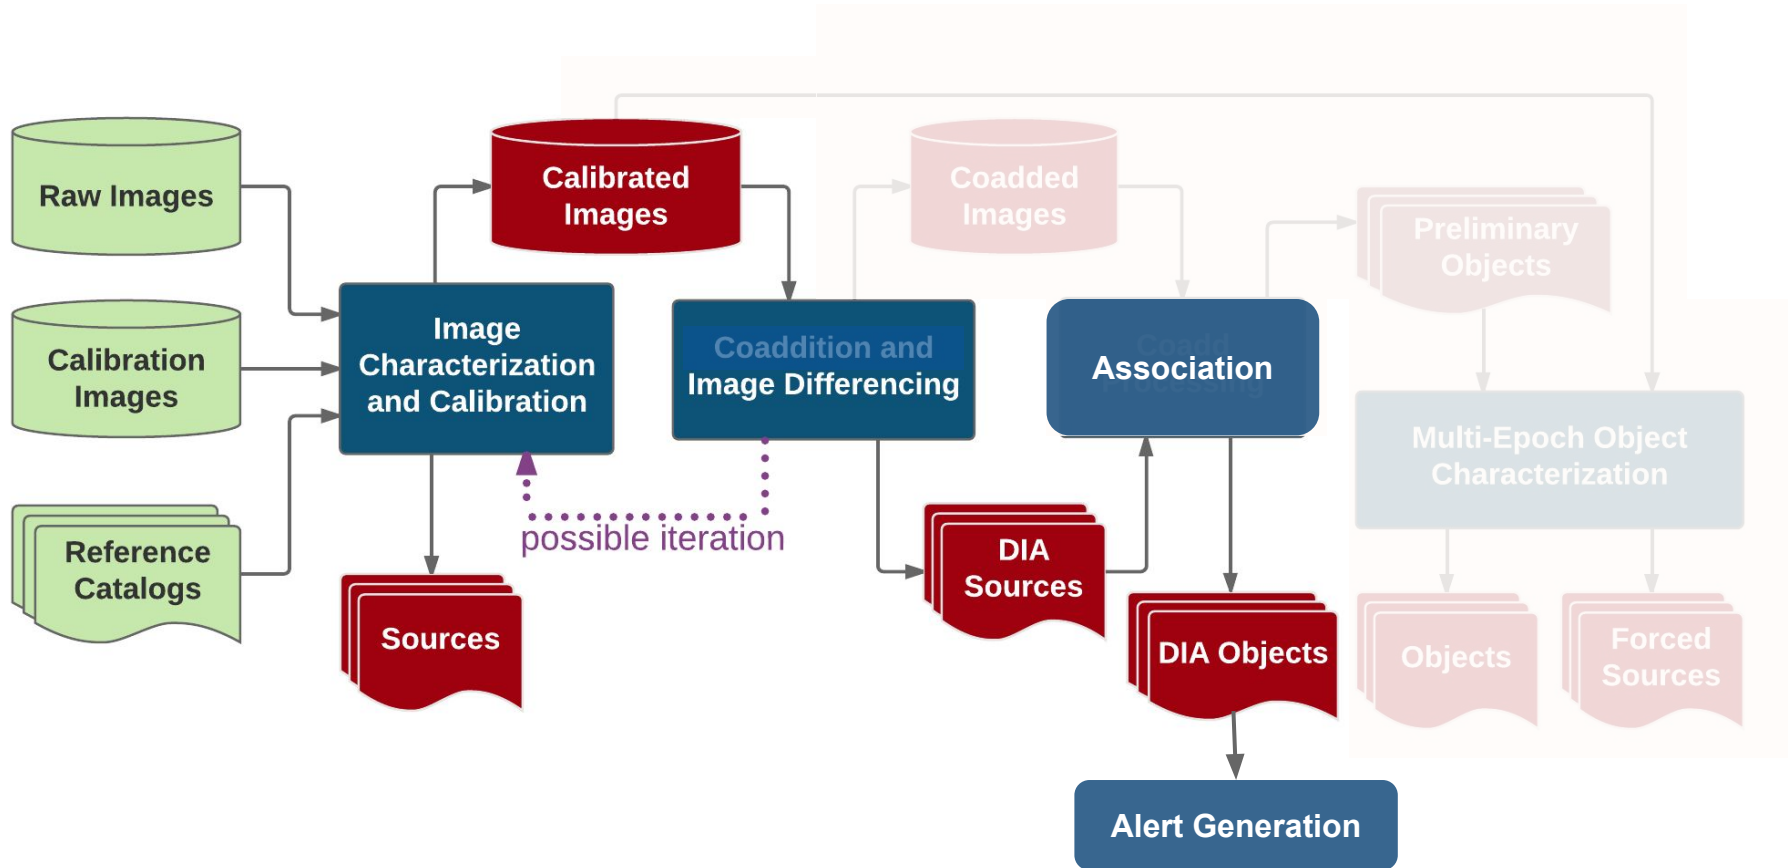 Raw Images
Calibration
Images
Reference
Catalogs
Image
Characterization
and Calibration
Calibrated
Images
Sources
possible iteration
Coaddition and
Image Differencing
Coadded
Images
DIA
Sources
Association
Coadd
DIA Objects
Alert Generation
Preliminary
Objects
Multi-Epoch Object
Characterization
Objects
Forced
Sources